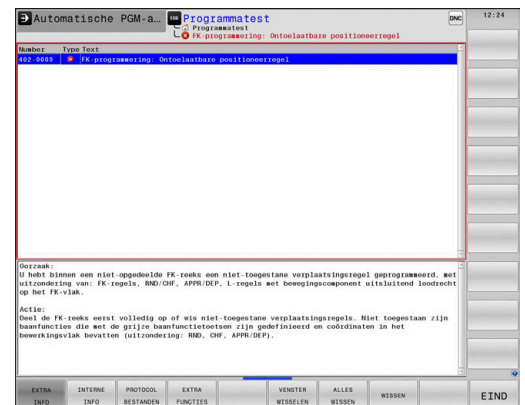 Automatische PGM-a...
Programmatest
DNC
12:24
Programmatest
FK-programmering: Ontoelaatbare positioneerregel
Number Type Text
402-0009 FK-programmering: Ontoelaatbare positioneerregel
Oorzaak:
U hebt binnen een niet-opgedeelde FK-reeks een niet-toegestane verplaatsingsregel geprogrammeerd, met
uitzondering van: FK-regels, RND/CHF, APPR/DEP, L-regels met bewegingscomponent uitsluitend loodrecht
op het FK-vlak.
Actie:
Deel de FK-reeks eerst volledig op of wis niet-toegestane verplaatsingsregels. Niet toegestaan zijn
baanfuncties die met de grijze baanfunctietoetsen zijn gedefinieerd en coördinaten in het
bewerkingsvlak bevatten (uitzondering: RND, CHF, APPR/DEP).
EXTRA INFO
INTERNE INFO
PROTOCOL BESTANDEN
EXTRA FUNCTIES
VENSTER WISSELEN
ALLES WISSEN
WISSEN
EIND